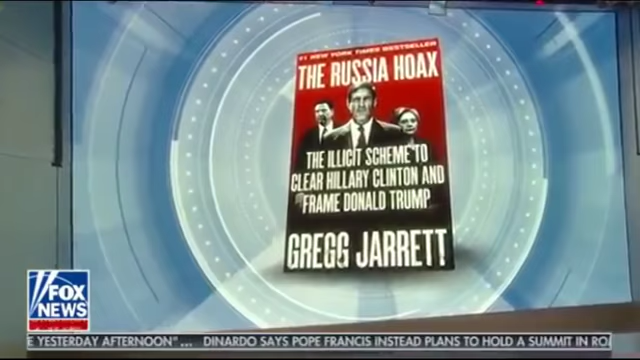 #1 NEW YORK TIMES BESTSELLER
THE RUSSIA HOAX
THE ILLICIT SCHEME TO
CLEAR HILLARY CLINTON AND
FRAME DONALD TRUMP
GREGG JARRETT
FOX
NEWS
E YESTERDAY AFTERNOON"... DINARDO SAYS POPE FRANCIS INSTEAD PLANS TO HOLD A SUMMIT IN RO